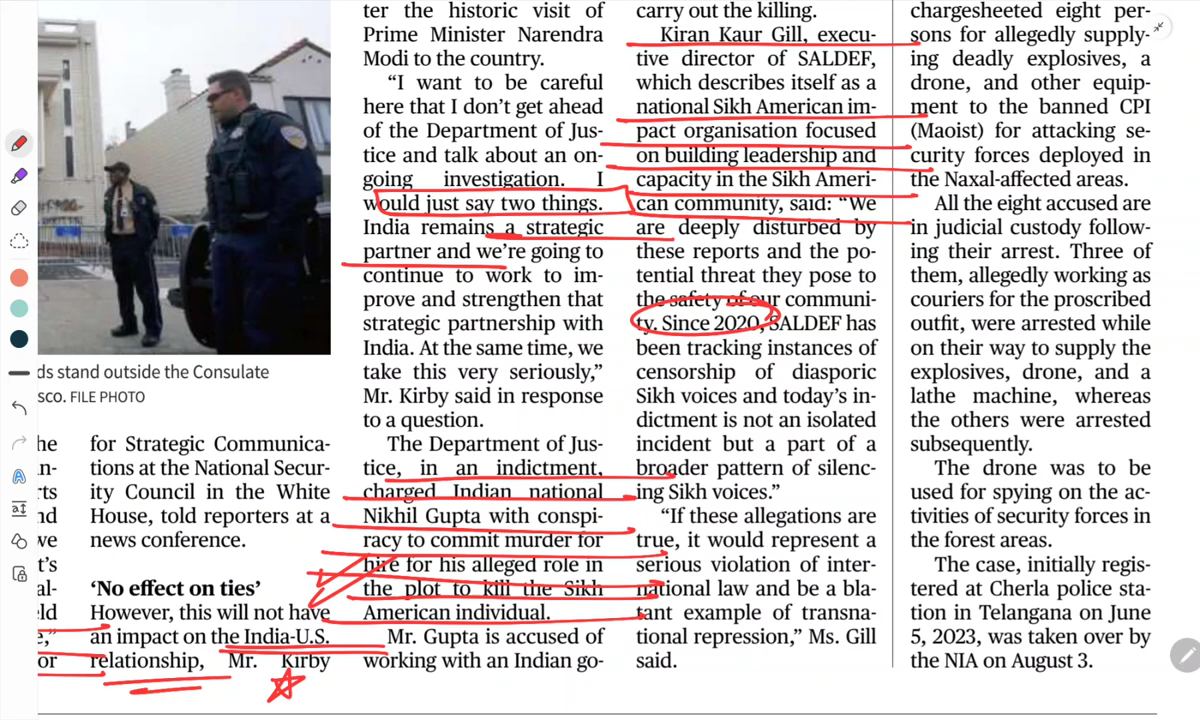 ds stand outside the Consulate
sco. FILE PHOTO
he
n-
rts
nd
we
t's
al-
eld
e,”
or
for Strategic Communica-
tions at the National Secur-
ity Council in the White
House, told reporters at a
news conference.
‘No effect on ties’
However, this will not have
an impact on the India-U.S.
relationship, Mr. Kirby
ter the historic visit of
Prime Minister Narendra
Modi to the country.
“I want to be careful
here that I don’t get ahead
of the Department of Jus-
tice and talk about an on-
going investigation. I
would just say two things.
India remains a strategic
partner and we’re going to
continue to work to im-
prove and strengthen that
strategic partnership with
India. At the same time, we
take this very seriously,”
Mr. Kirby said in response
to a question.
The Department of Jus-
tice, in an indictment,
charged Indian national
Nikhil Gupta with conspi-
racy to commit murder for
hire for his alleged role in
the plot to kill the Sikh
American individual.
Mr. Gupta is accused of
working with an Indian go-
carry out the killing.
Kiran Kaur Gill, execu-
tive director of SALDEF,
which describes itself as a
national Sikh American im-
pact organisation focused
on building leadership and
capacity in the Sikh Ameri-
can community, said: “We
are deeply disturbed by
these reports and the po-
tential threat they pose to
the safety of our communi-
ty. Since 2020, SALDEF has
been tracking instances of
censorship of diasporic
Sikh voices and today’s in-
dictment is not an isolated
incident but a part of a
broader pattern of silenc-
ing Sikh voices.”
“If these allegations are
true, it would represent a
serious violation of inter-
national law and be a bla-
tant example of transna-
tional repression,” Ms. Gill
said.
chargesheeted eight per-
sons for allegedly supply-
ing deadly explosives, a
drone, and other equip-
ment to the banned CPI
(Maoist) for attacking se-
curity forces deployed in
the Naxal-affected areas.
All the eight accused are
in judicial custody follow-
ing their arrest. Three of
them, allegedly working as
couriers for the proscribed
outfit, were arrested while
on their way to supply the
explosives, drone, and a
lathe machine, whereas
the others were arrested
subsequently.
The drone was to be
used for spying on the ac-
tivities of security forces in
the forest areas.
The case, initially regis-
tered at Cherla police sta-
tion in Telangana on June
5, 2023, was taken over by
the NIA on August 3.